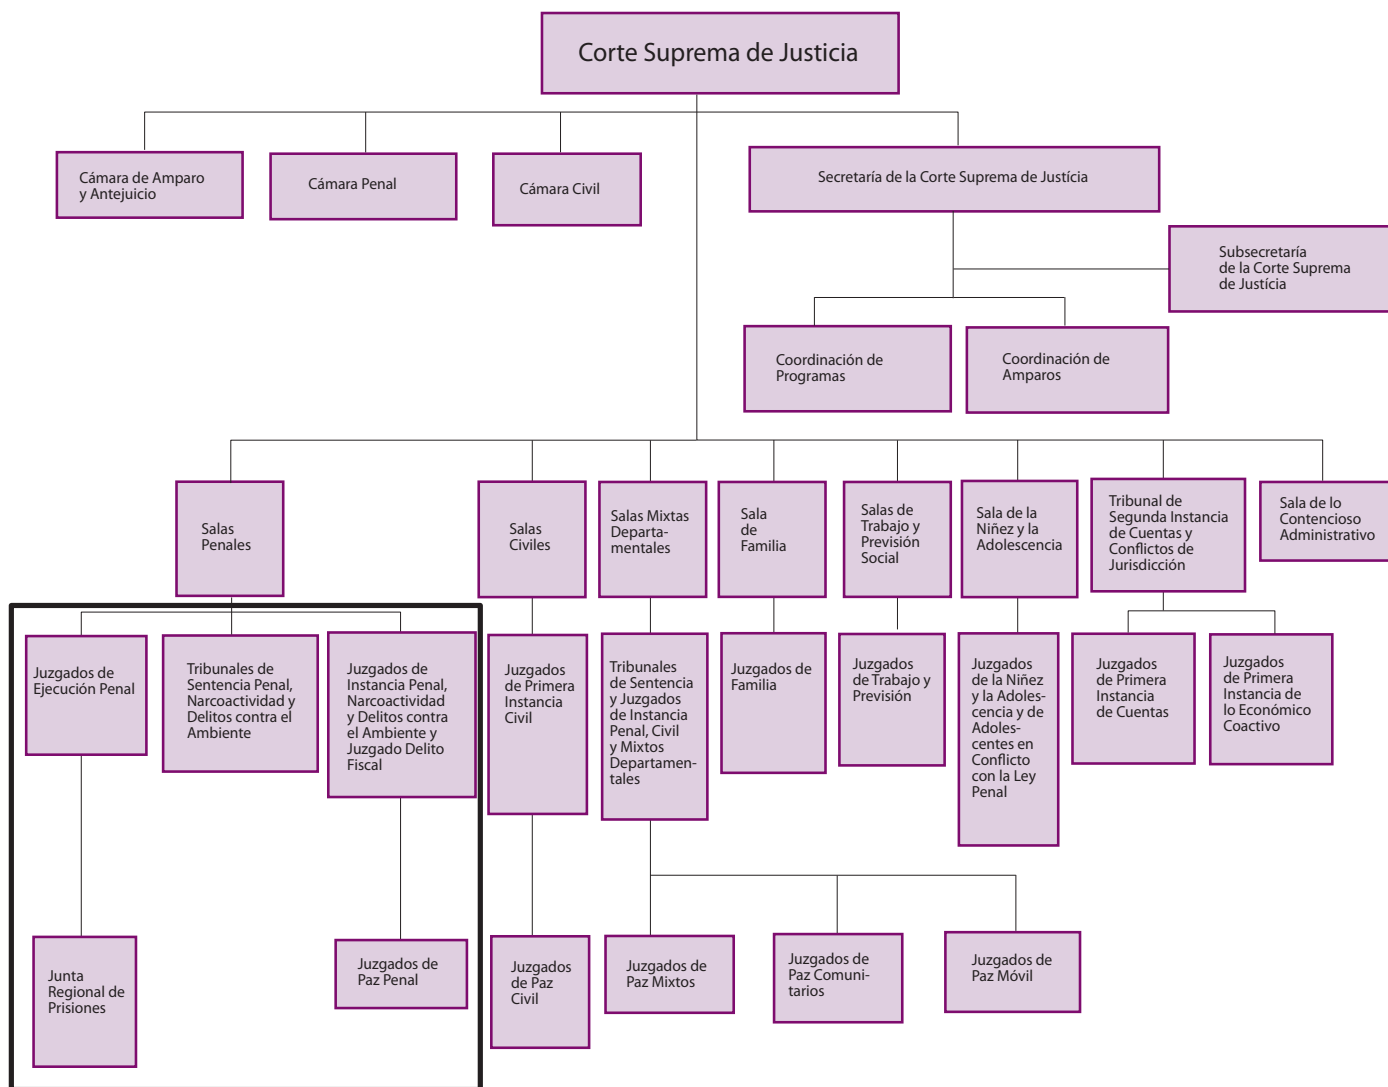 Corte Suprema de Justicia
Cámara de Amparo
y Antejuicio
Cámara Penal
Cámara Civil
Secretaría de la Corte Suprema de Justícia
Subsecretaría
de la Corte Suprema
de Justícia
Coordinación de
Programas
Coordinación de
Amparos
Salas
Penales
Salas
Civiles
Salas Mixtas
Departa-
mentales
Sala
de
Familia
Salas de
Trabajo y
Previsión
Social
Sala de la
Niñez y la
Adolescencia
Tribunal de
Segunda Instancia
de Cuentas y
Conflictos de
Jurisdicción
Sala de lo
Contencioso
Administrativo
Juzgados de
Ejecución Penal
Tribunales de
Sentencia Penal,
Narcoactividad y
Delitos contra el
Ambiente
Juzgados de
Instancia Penal,
Narcoactividad
y Delitos contra
el Ambiente y
Juzgado Delito
Fiscal
Juzgados
de Primera
Instancia
Civil
Tribunales
de Sentencia
y Juzgados
de Instancia
Penal, Civil
y Mixtos
Departamen-
tales
Juzgados de
Familia
Juzgados
de Trabajo y
Previsión
Juzgados
de la Niñez
y la Adoles-
cencia y de
Adoles-
centes en
Conflicto
con la Ley
Penal
Juzgados
de Primera
Instancia
de Cuentas
Juzgados
de Primera
Instancia de
lo Económico
Coactivo
Junta
Regional de
Prisiones
Juzgados de
Paz Penal
Juzgados
de Paz
Civil
Juzgados de
Paz Mixtos
Juzgados de
Paz Comuni-
tarios
Juzgados de
Paz Móvil